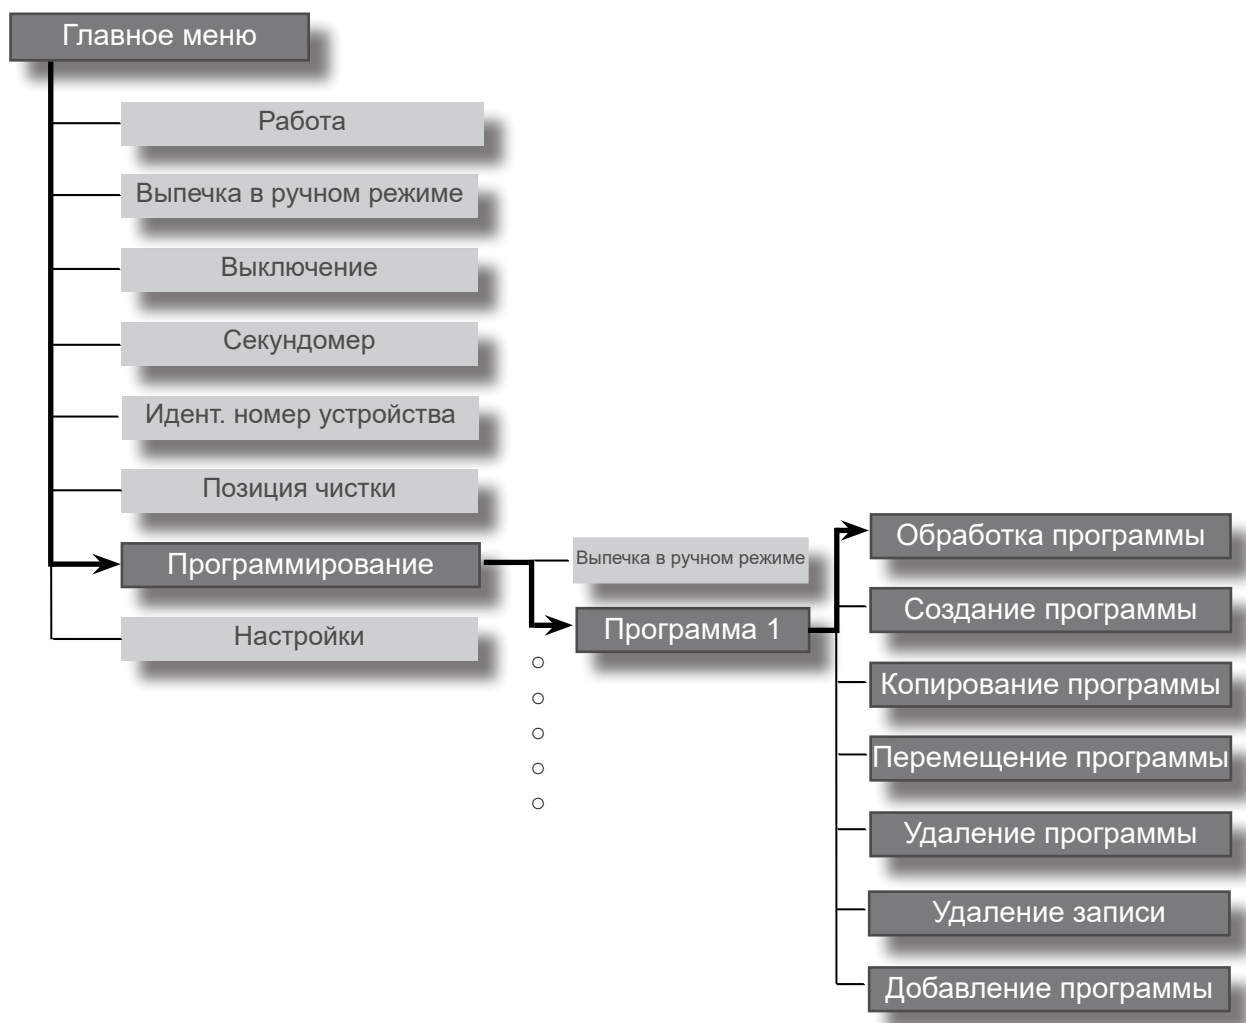 Главное меню
Работа
Выпечка в ручном режиме
Выключение
Секундомер
Идент. номер устройства
Позиция чистки
Программирование
Настройки
Выпечка в ручном режиме
Программа 1
Обработка программы
Создание программы
Копирование программы
Перемещение программы
Удаление программы
Удаление записи
Добавление программы